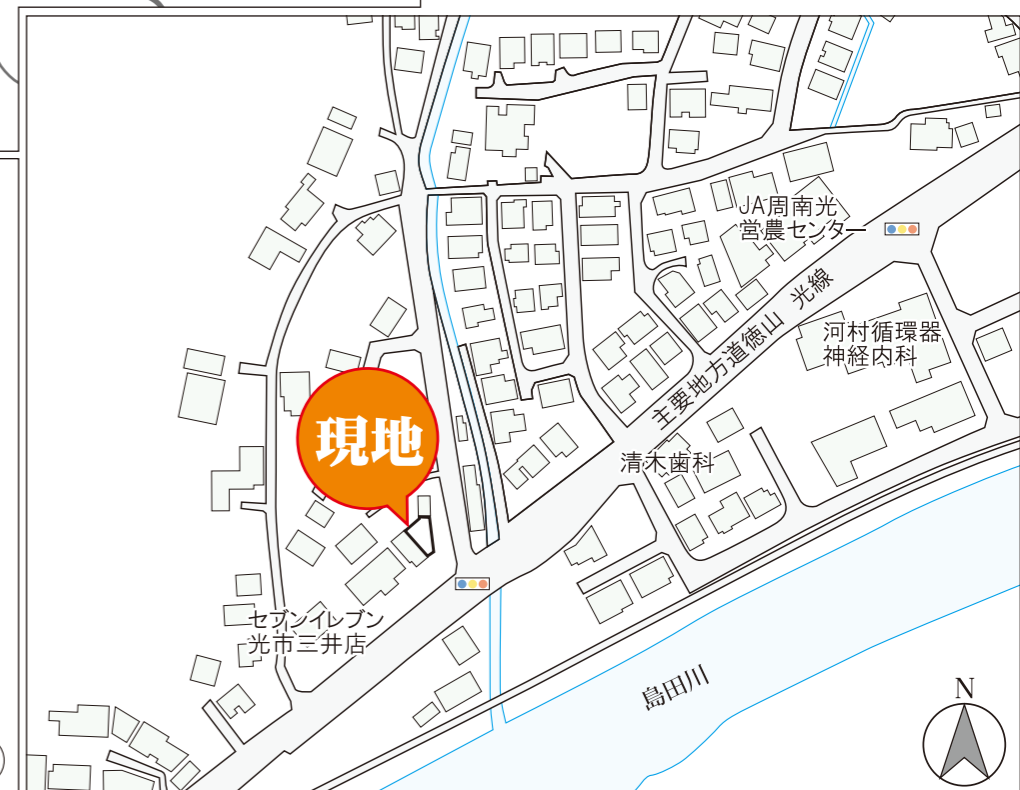 JA周南光
営農センター
主要地方道徳山 光線
河村循環器
神経内科
現地
清木歯科
セブンイレブン
光市三井店
島田川
N